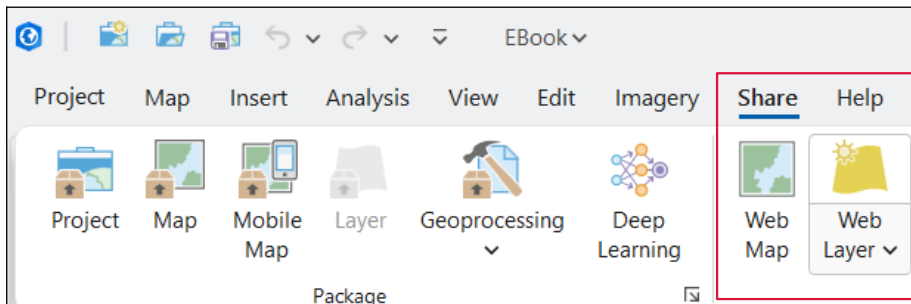 EBook
Project Map Insert Analysis View Edit Imagery Share Help
Project Map Mobile Layer Geoprocessing Deep Web Web
Map Learning Map Layer
Package